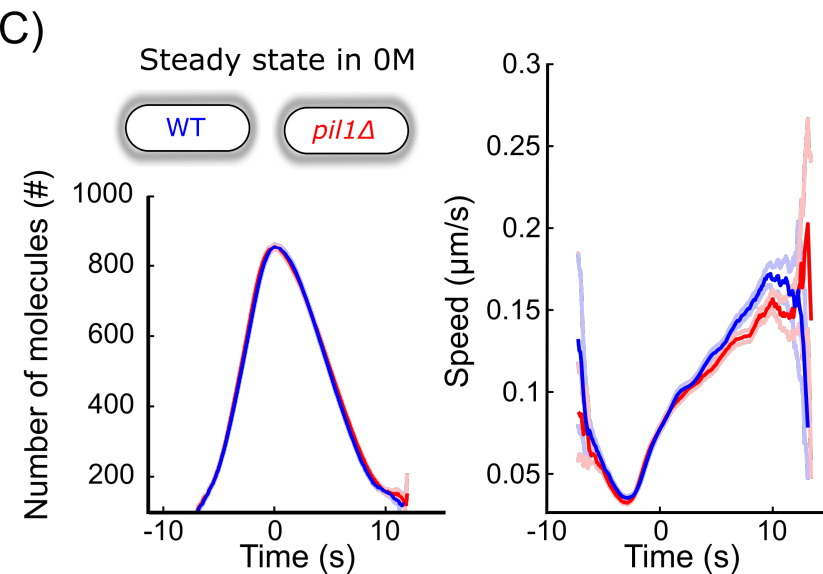 C)
Steady state in 0M
WT
pil1Δ
Number of molecules (#)
1000
800
600
400
200
-10
0
10
Time (s)
Speed (μm/s)
0.3
0.25
0.2
0.15
0.1
0.05
-10
0
10
Time (s)